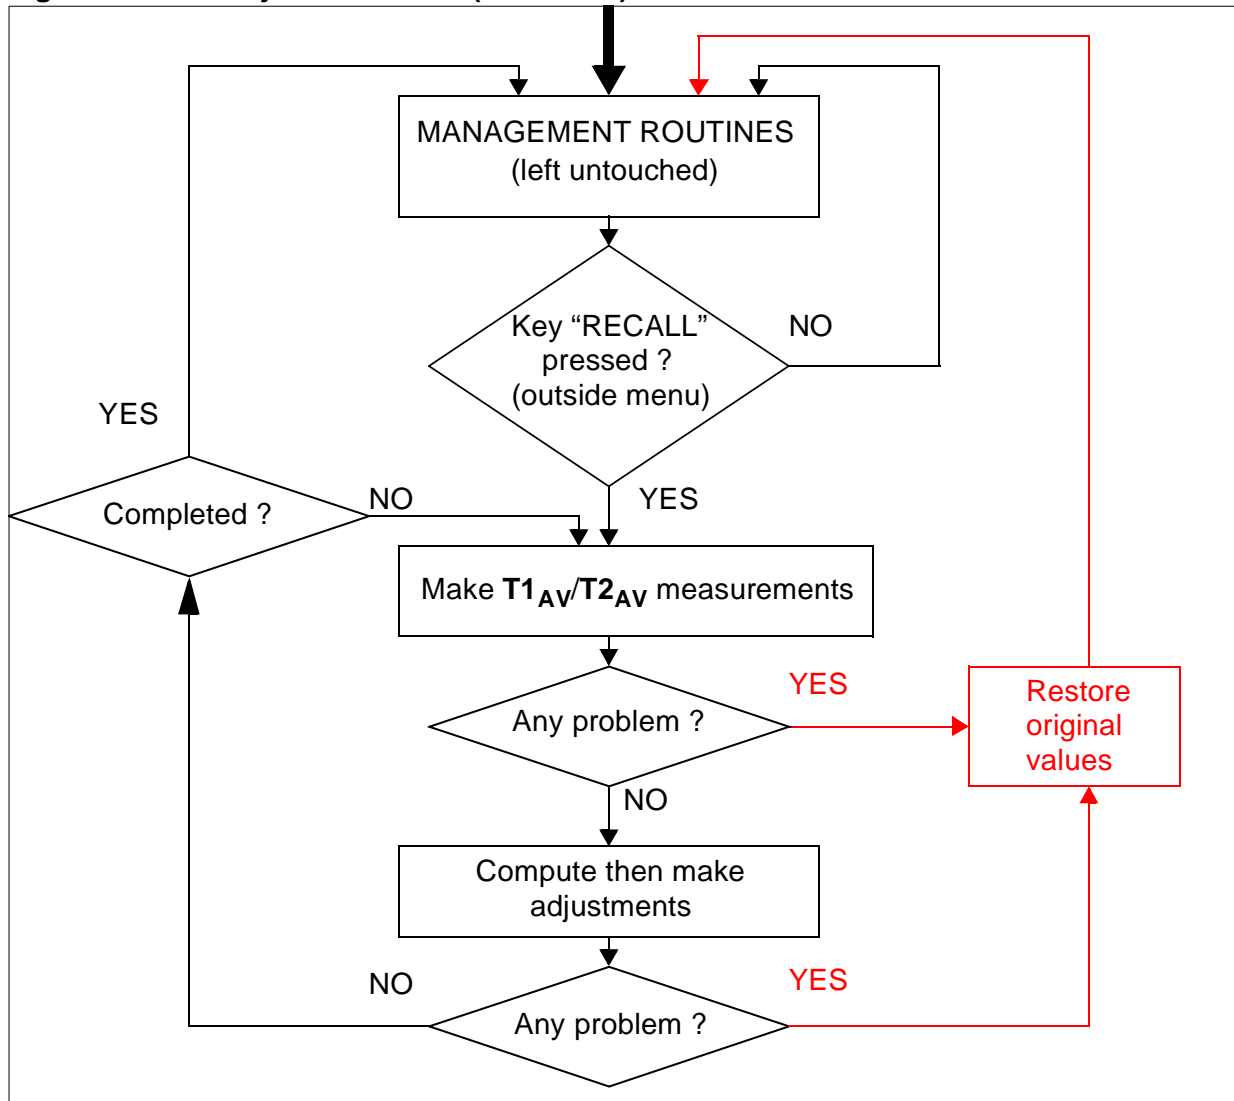 MANAGEMENT ROUTINES
(left untouched)
Key “RECALL”
pressed ?
(outside menu)
NO
YES
YES
Completed ?
NO
Make T1AV/T2AV measurements
Any problem ?
YES
Restore
original
values
NO
Compute then make
adjustments
NO
Any problem ?
YES